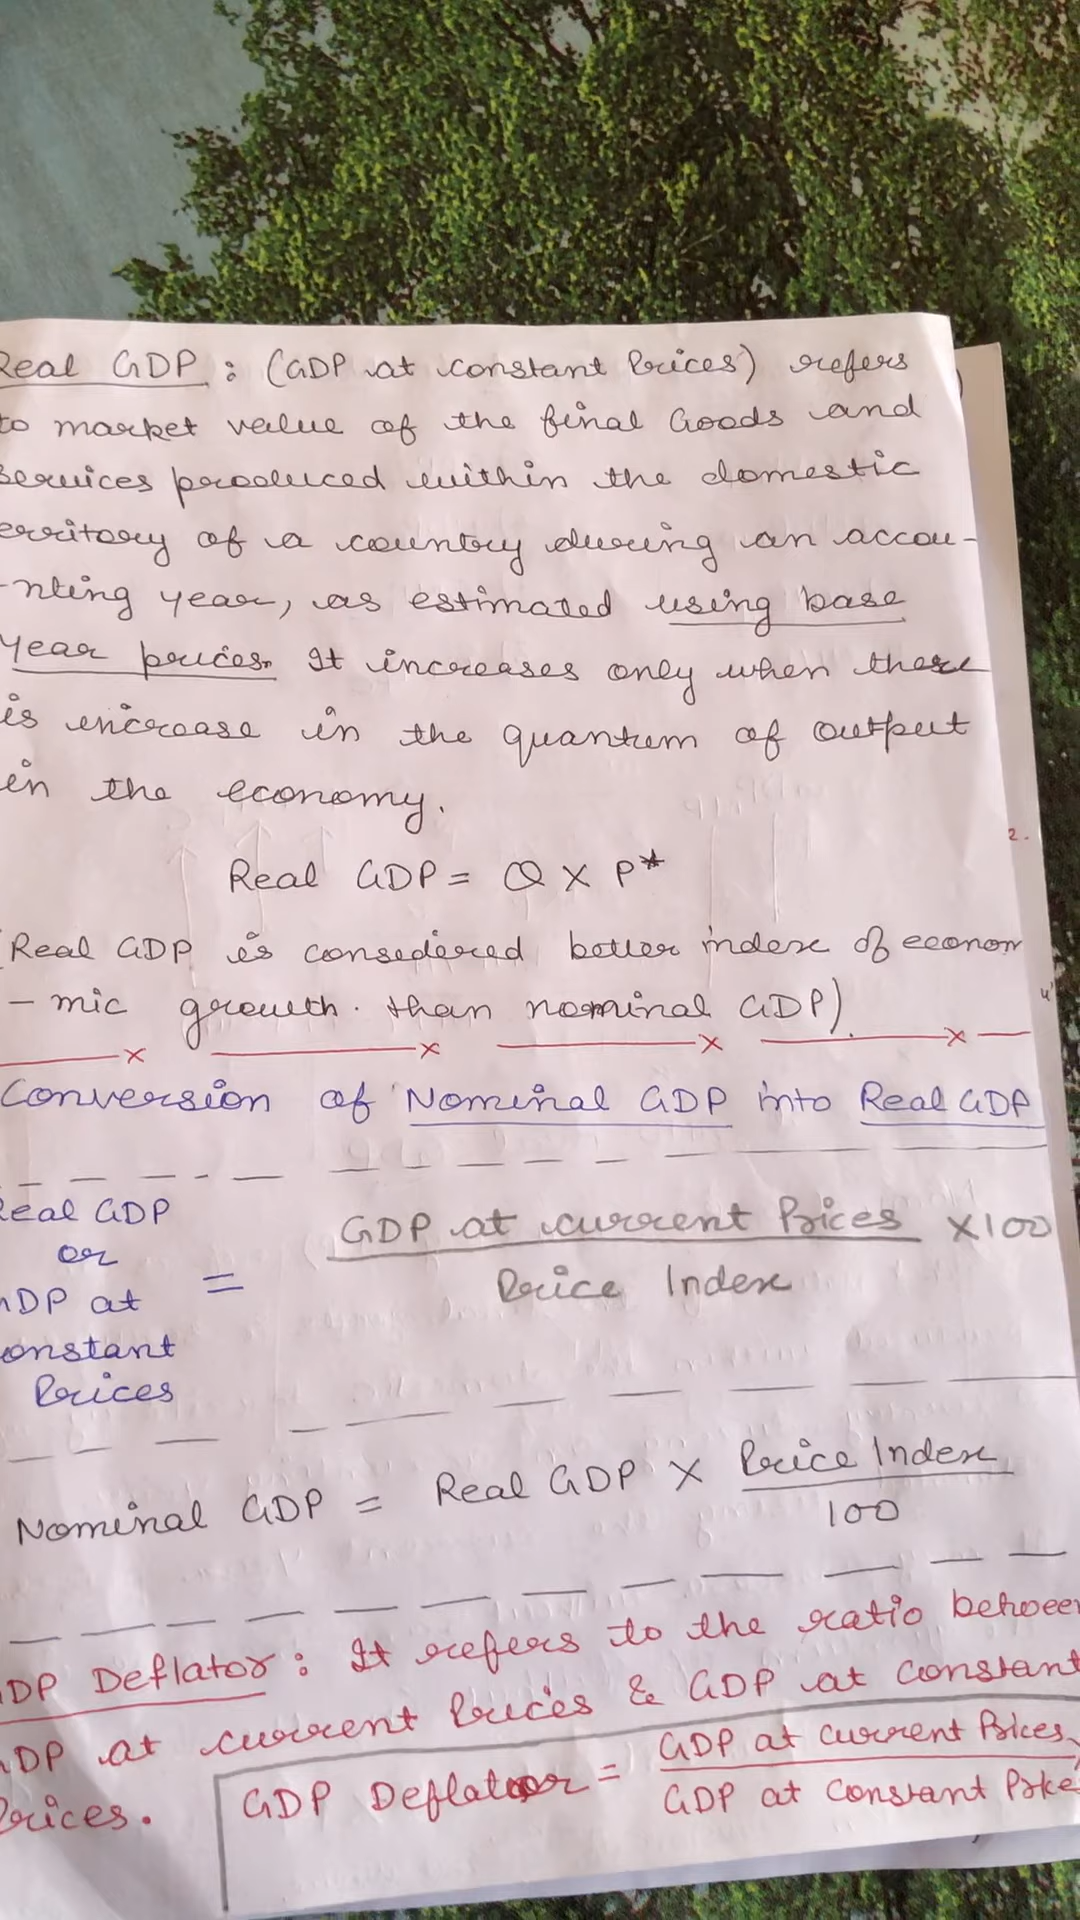 Real GDP : (GDP at constant Prices) refers
to market value of the final Goods and
services produced within the domestic
erritory of a country during an accou-
-nting year, as estimated using base
year prices. It increases only when there
is increase in the quantum of output
in the economy.
Real GDP = Q X P*
2.
(Real GDP is considered better index of econom
- mic growth. than nominal GDP).
Conversion of Nominal GDP into Real GDP
Real GDP
or
GDP at
onstant
Prices
= GDP at current Prices X100
Price Index
Nominal GDP = Real GDP X Price Index
100
GDP Deflator : It refers to the ratio between
GDP at current Prices & GDP at constant
Prices.
GDP Deflator = GDP at current Prices
GDP at constant Price